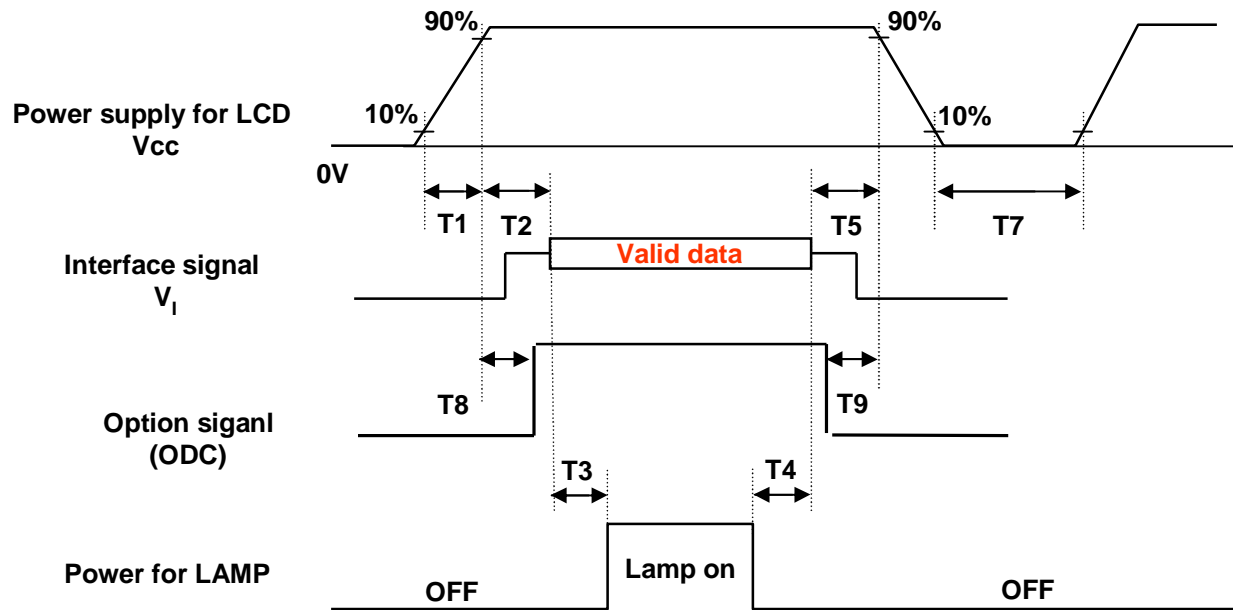 90%
90%
Power supply for LCD
Vcc
10%
10%
0V
T1
T2
T5
T7
Interface signal
VI
Valid data
T8
T9
Option siganl
(ODC)
T3
T4
Power for LAMP
OFF
Lamp on
OFF